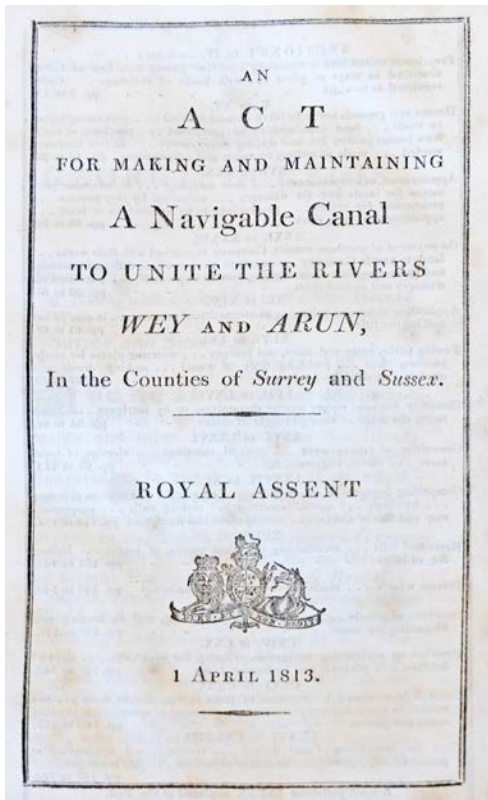 AN
ACT
FOR MAKING AND MAINTAINING
A Navigable Canal
TO UNITE THE RIVERS
WEY AND ARUN,
In the Counties of Surrey and Sussex.
ROYAL ASSENT
1 APRIL 1813.